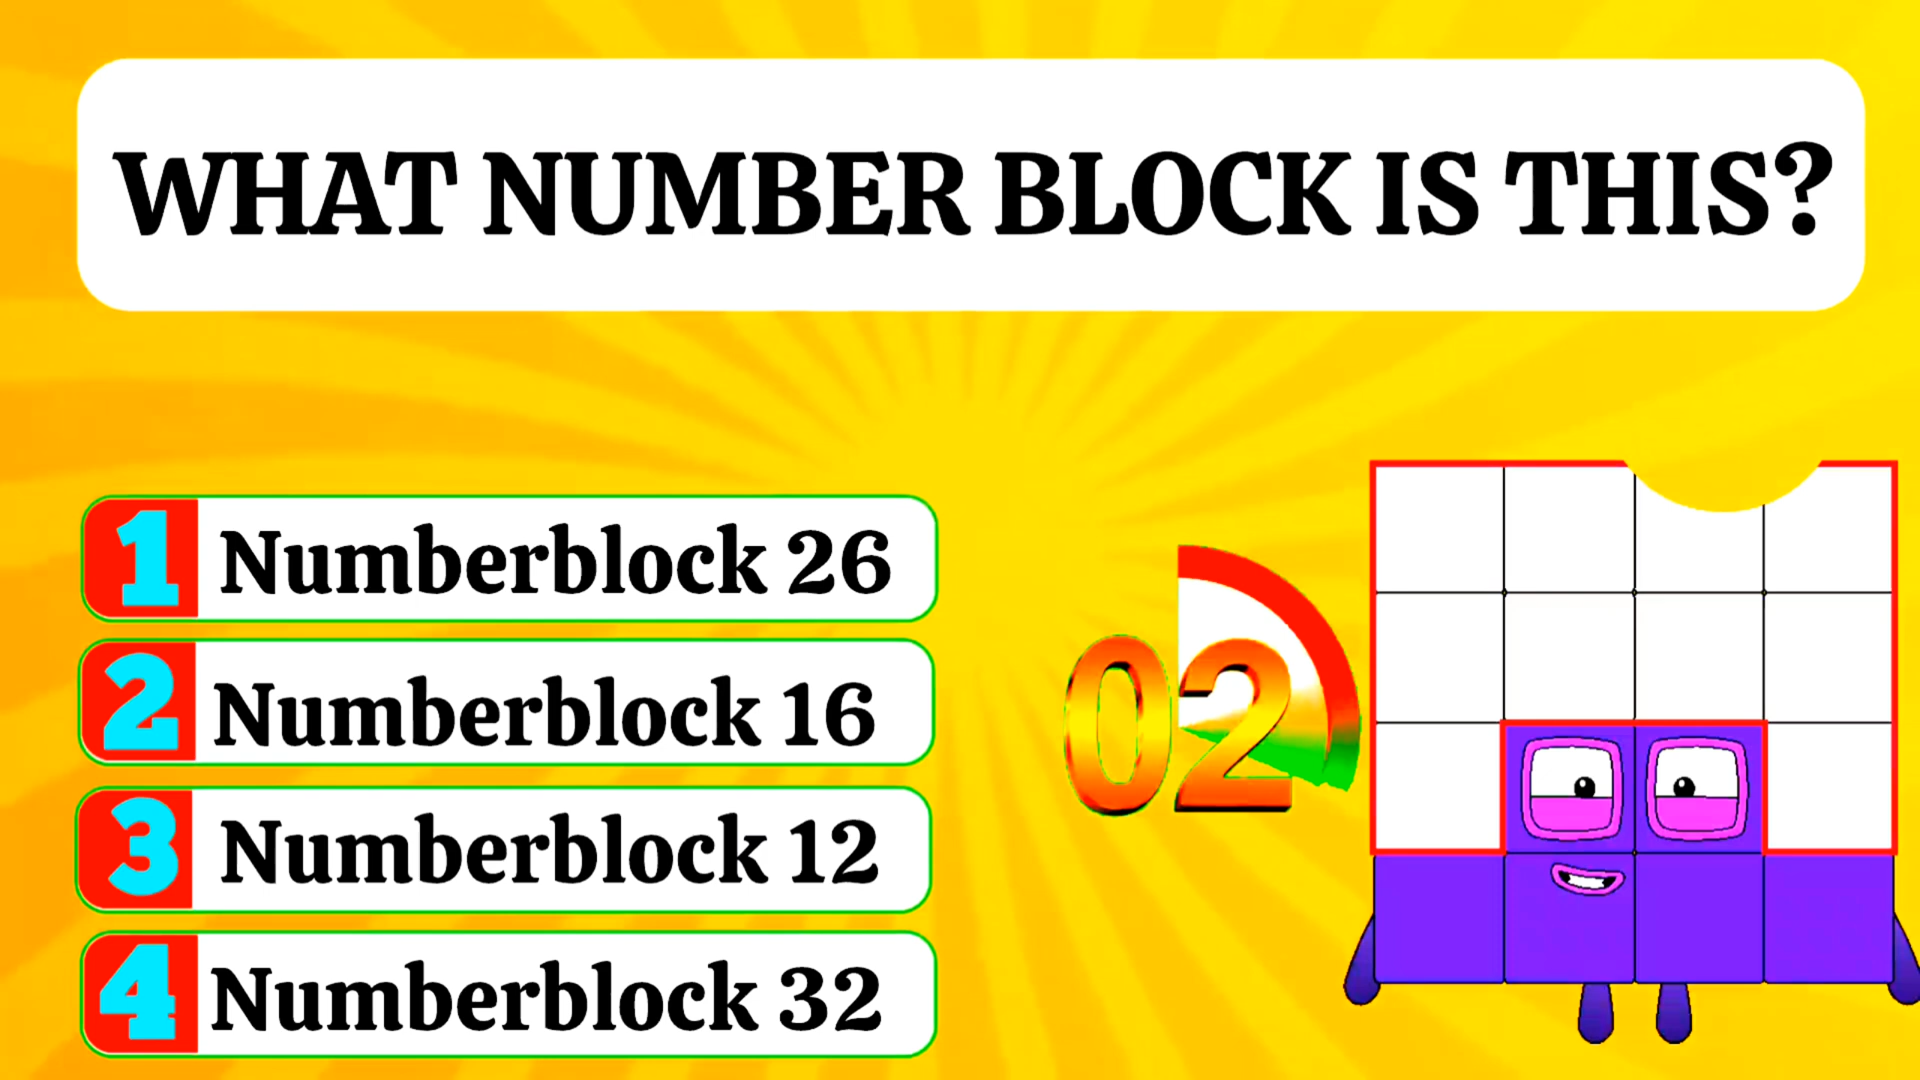 WHAT NUMBER BLOCK IS THIS?
1 Numberblock 26
2 Numberblock 16
02
3 Numberblock 12
4 Numberblock 32